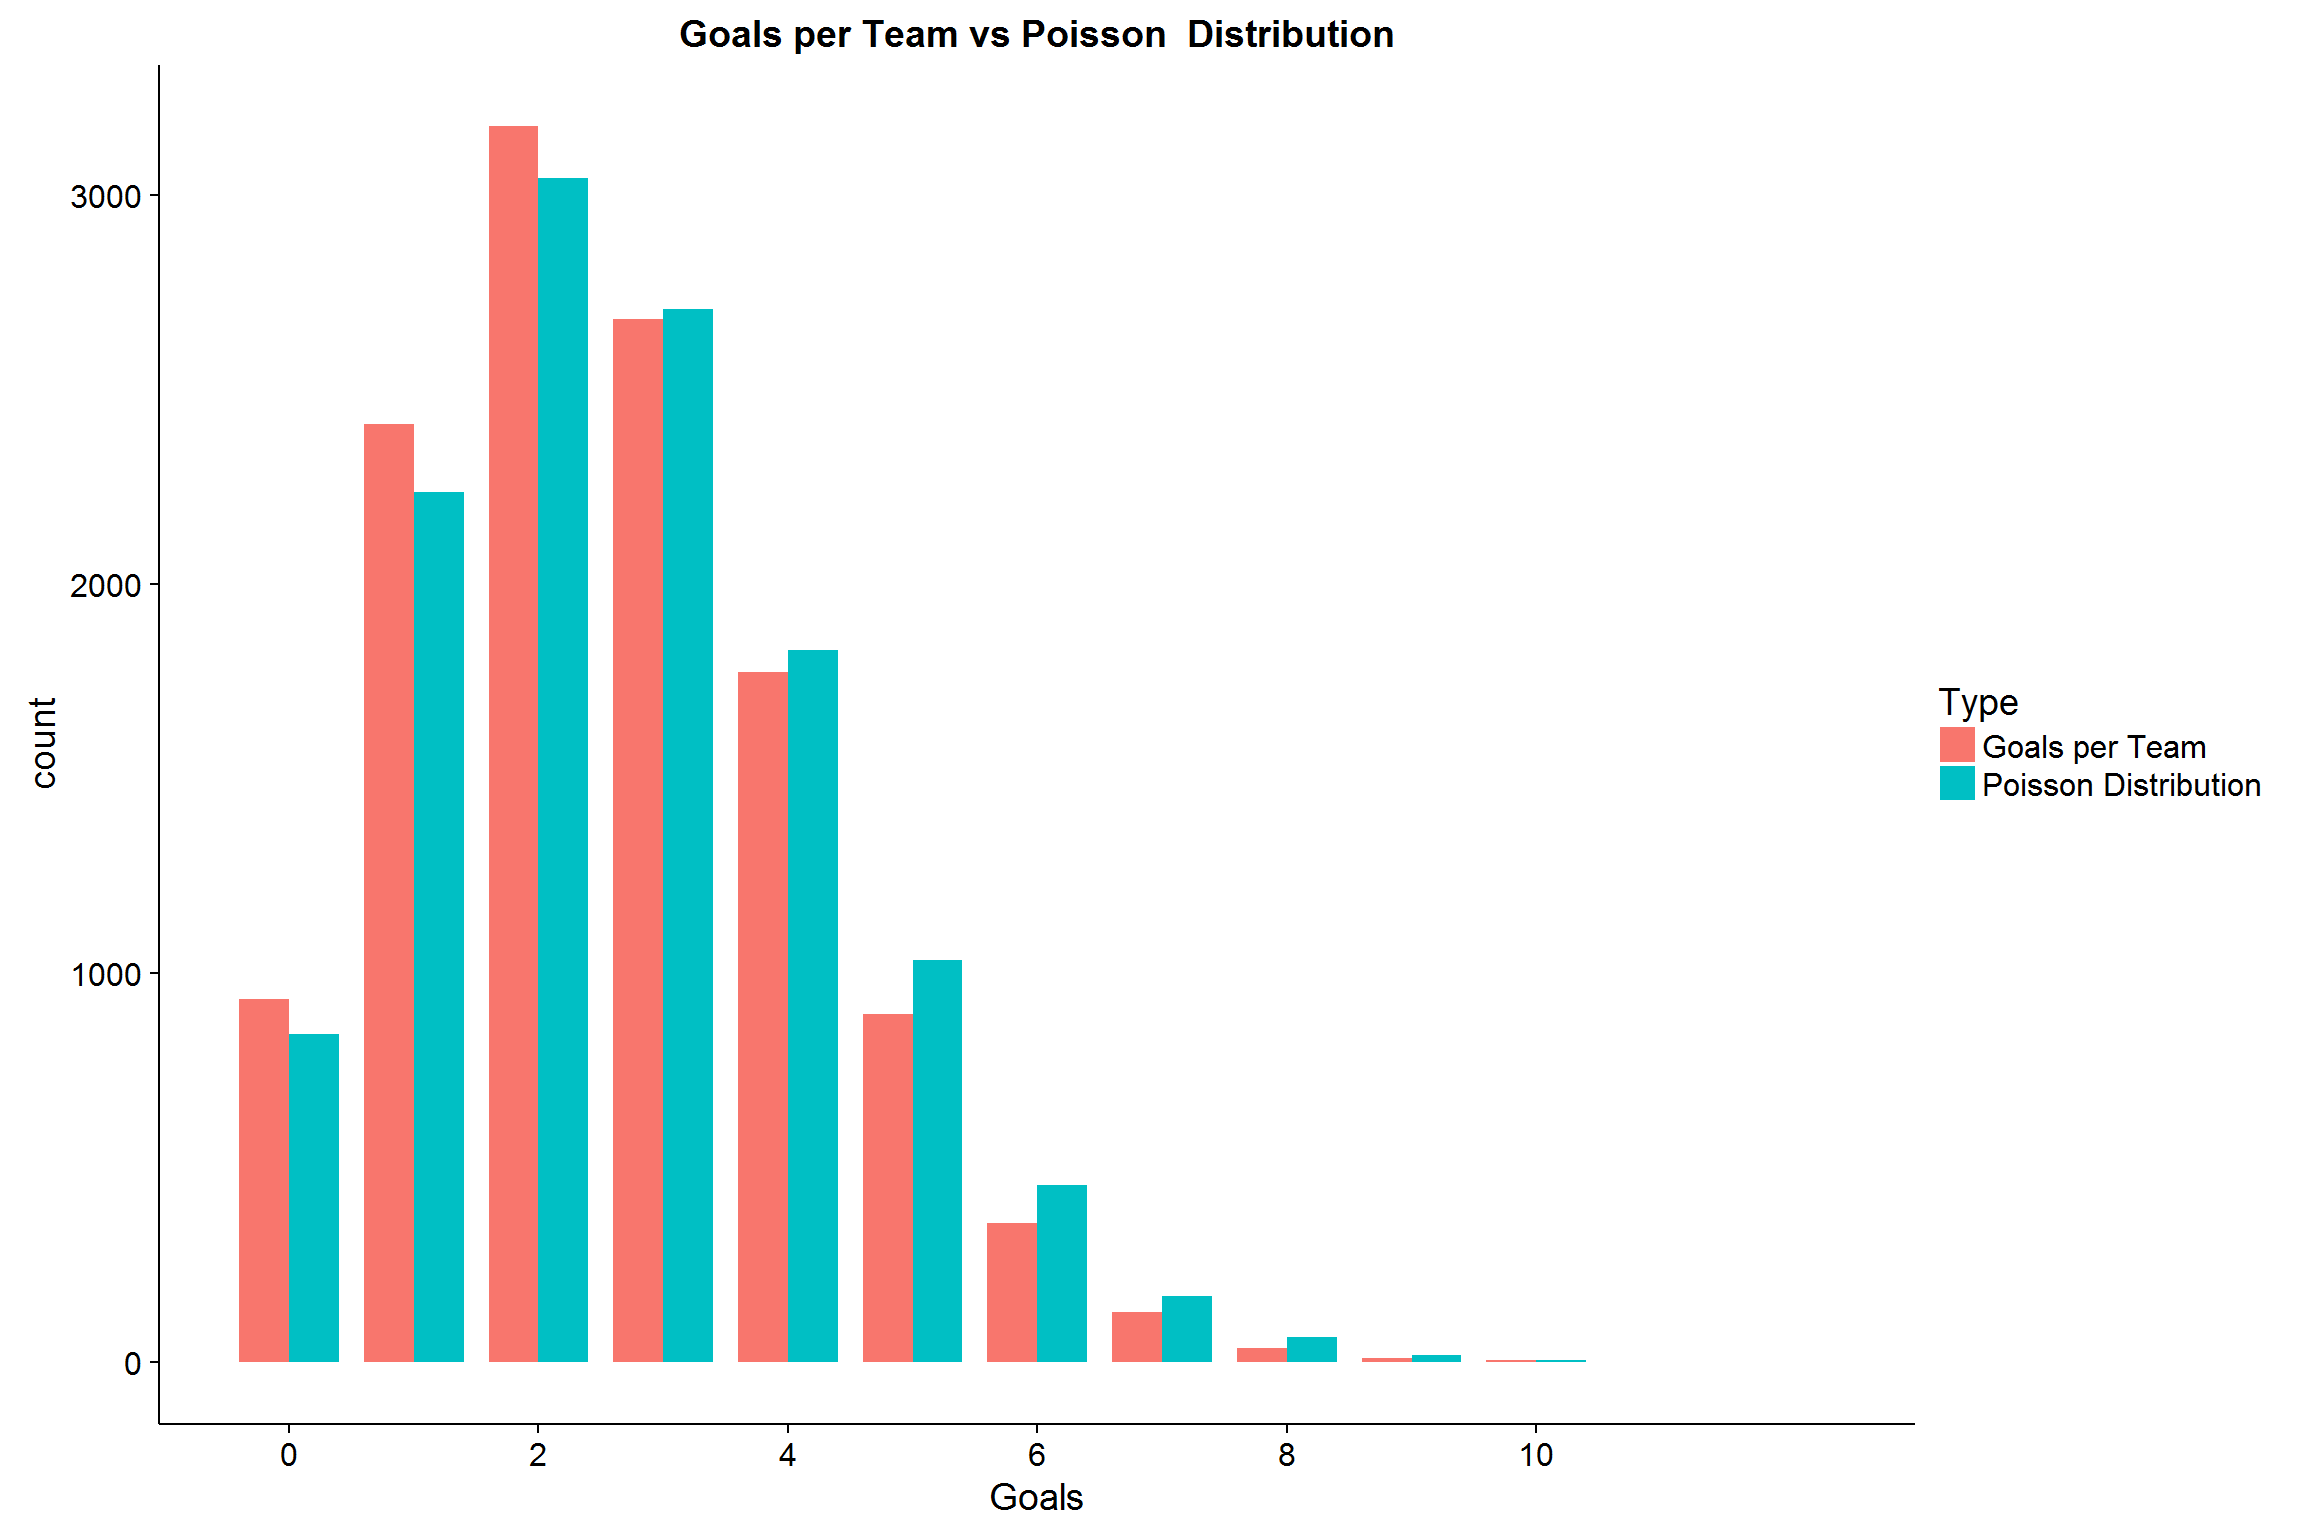 Goals per Team vs Poisson  Distribution
3000
2000
1000
0
count
0 2 4 6 8 10
Goals
Type
Goals per Team
Poisson Distribution